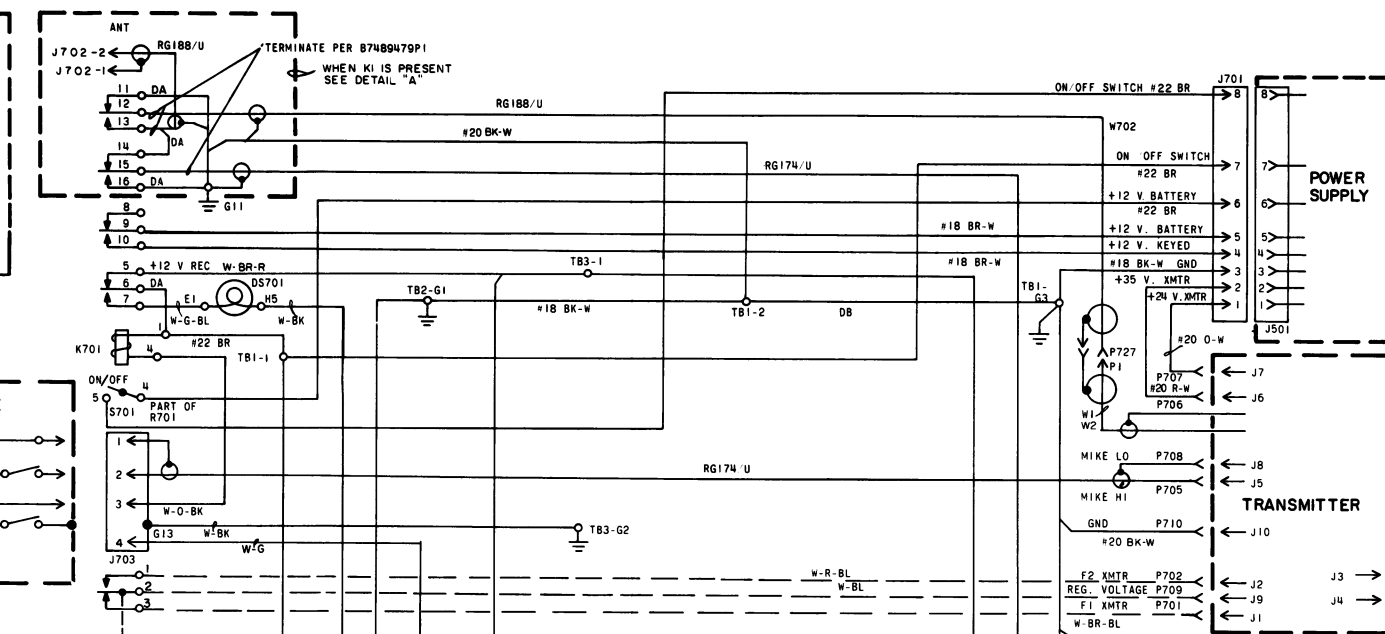 ANT
J702-2
RG188/U
J702-1
TERMINATE PER B7489479P1
WHEN K1 IS PRESENT
SEE DETAIL "A"
11 DA
12
13
DA
14
15
16 DA
G11
RG188/U
#20 BK-W
RG174/U
ON/OFF SWITCH #22 BR
J701
W702
ON OFF SWITCH
#22 BR
+12 V. BATTERY
#22 BR
#18 BR-W
+12 V. BATTERY
+12 V. KEYED
#18 BR-W
#18 BK-W GND
+35 V. XMTR
+24 V.XMTR
8
7
6
5
4
3
2
1
8
7
6
5
4
3
2
1
J501
POWER
SUPPLY
8
9
10
5 +12 V REC W-BR-R
6 DA
7
E1
DS701
H5
W-G-BL
W-BK
TB3-1
TB2-G1
#18 BK-W
TB1-2
DB
TB1-
G3
K701
1
#22 BR
4
TB1-1
ON/OFF
4
5
S701
PART OF
R701
P727
P1
#20 O-W
P707
#20 R-W
P706
J7
J6
W1
W2
1
2
3
4
RG174/U
W-O-BK
G13
W-BK
TB3-G2
W-G
J703
MIKE LO P708
MIKE HI P705
J8
J5
TRANSMITTER
GND P710
#20 BK-W
J10
1
2
3
W-R-BL
W-BL
F2 XMTR P702
REG. VOLTAGE P709
F1 XMTR P701
W-BR-BL
J2
J9
J1
J3
J4